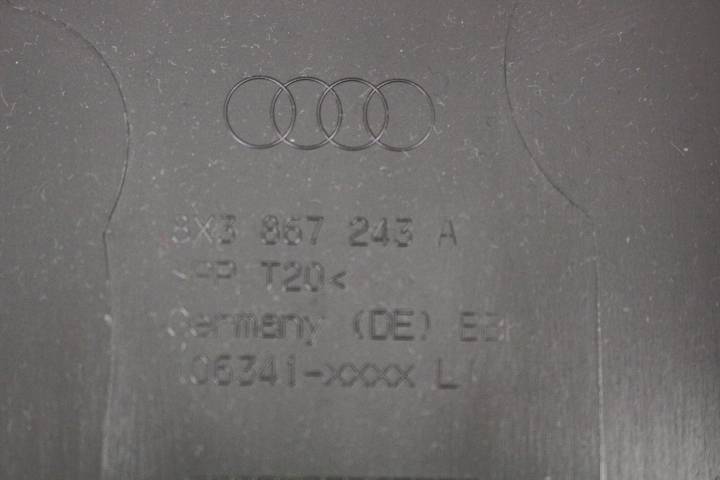 8X3 867 243 A
>PP T20<
Germany (DE)
06341-XXXX